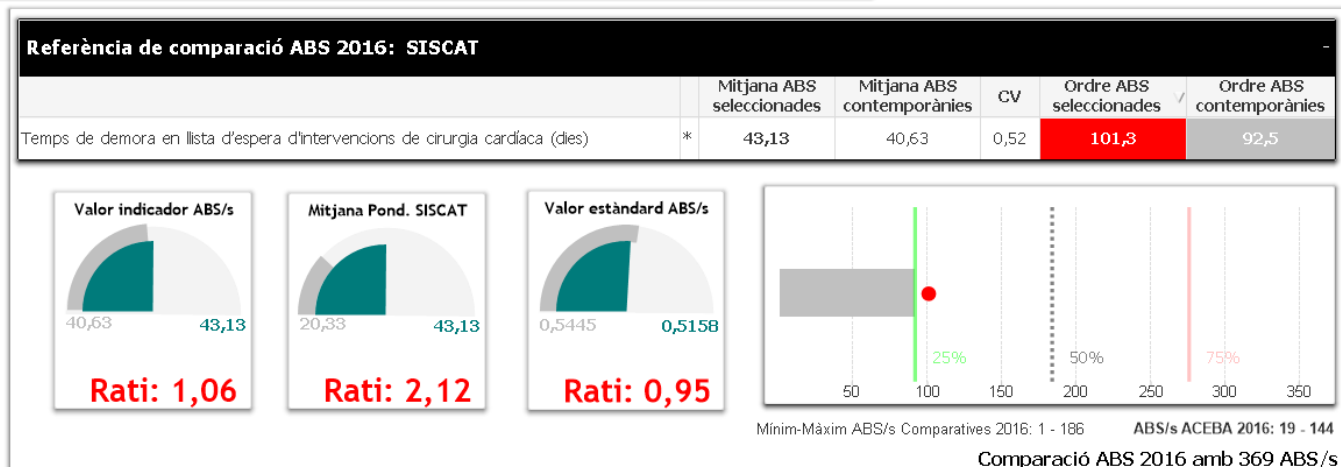 Referència de comparació ABS 2016: SISCAT -
Mitjana ABS seleccionades Mitjana ABS contemporànies CV Ordre ABS seleccionades Ordre ABS contemporànies
Temps de demora en llista d'espera d'intervencions de cirurgia cardíaca (dies) * 43,13 40,63 0,52 101,3 92,5
Valor indicador ABS/s
40,63 43,13
Rati: 1,06
Mitjana Pond. SISCAT
20,33 43,13
Rati: 2,12
Valor estàndard ABS/s
0,5445 0,5158
Rati: 0,95
25% 50% 75%
50 100 150 200 250 300 350
Mínim-Màxim ABS/s Comparatives 2016: 1 - 186 ABS/s ACEBA 2016: 19 - 144
Comparació ABS 2016 amb 369 ABS/s